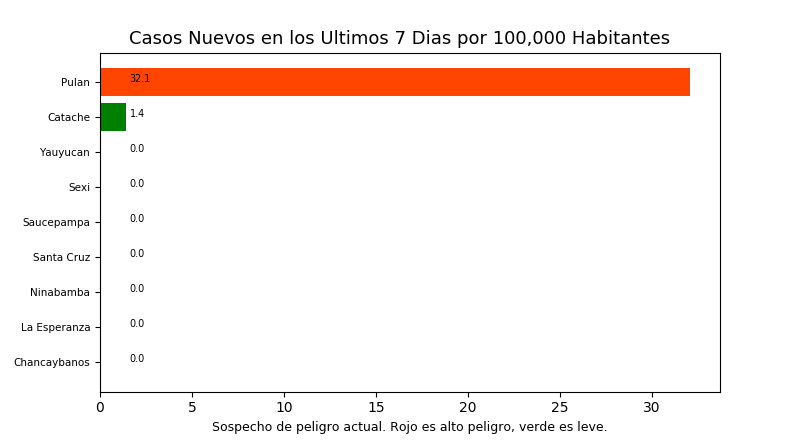 Casos Nuevos en los Ultimos 7 Dias por 100,000 Habitantes
Pulan 32.1
Catache 1.4
Yauyucan 0.0
Sexi 0.0
Saucepampa 0.0
Santa Cruz 0.0
Ninabamba 0.0
La Esperanza 0.0
Chancaybanos 0.0
0 5 10 15 20 25 30
Sospecho de peligro actual. Rojo es alto peligro, verde es leve.